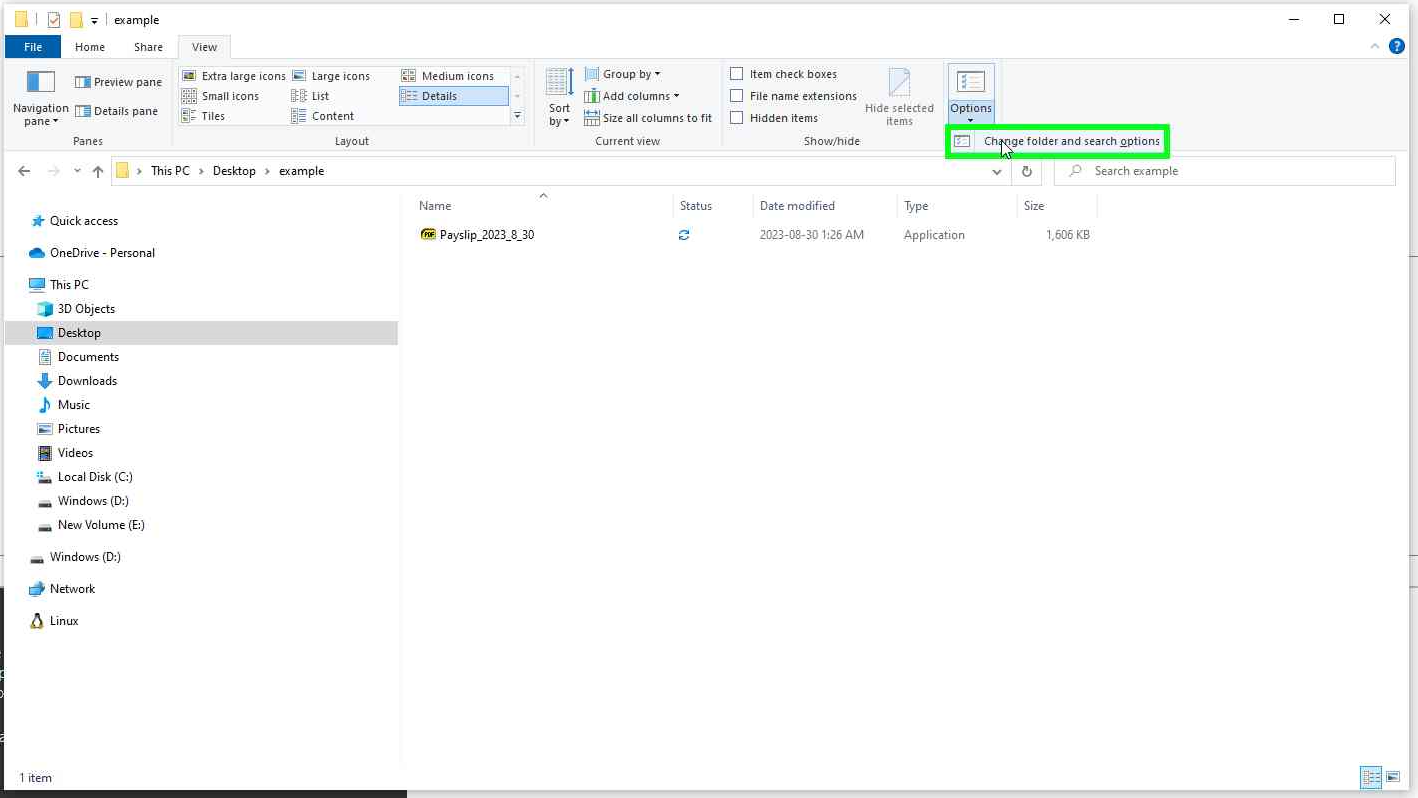 example
File Home Share View
Navigation pane
Preview pane
Details pane
Panes
Extra large icons Large icons Medium icons
Small icons List Details
Tiles Content
Layout
Sort by
Group by
Add columns
Size all columns to fit
Current view
Item check boxes
File name extensions
Hidden items
Hide selected items
Show/hide
Options
Change folder and search options
This PC > Desktop > example
Search example
Name Status Date modified Type Size
PDF Payslip_2023_8_30 2023-08-30 1:26 AM Application 1,606 KB
Quick access
OneDrive - Personal
This PC
3D Objects
Desktop
Documents
Downloads
Music
Pictures
Videos
Local Disk (C:)
Windows (D:)
New Volume (E:)
Windows (D:)
Network
Linux
1 item